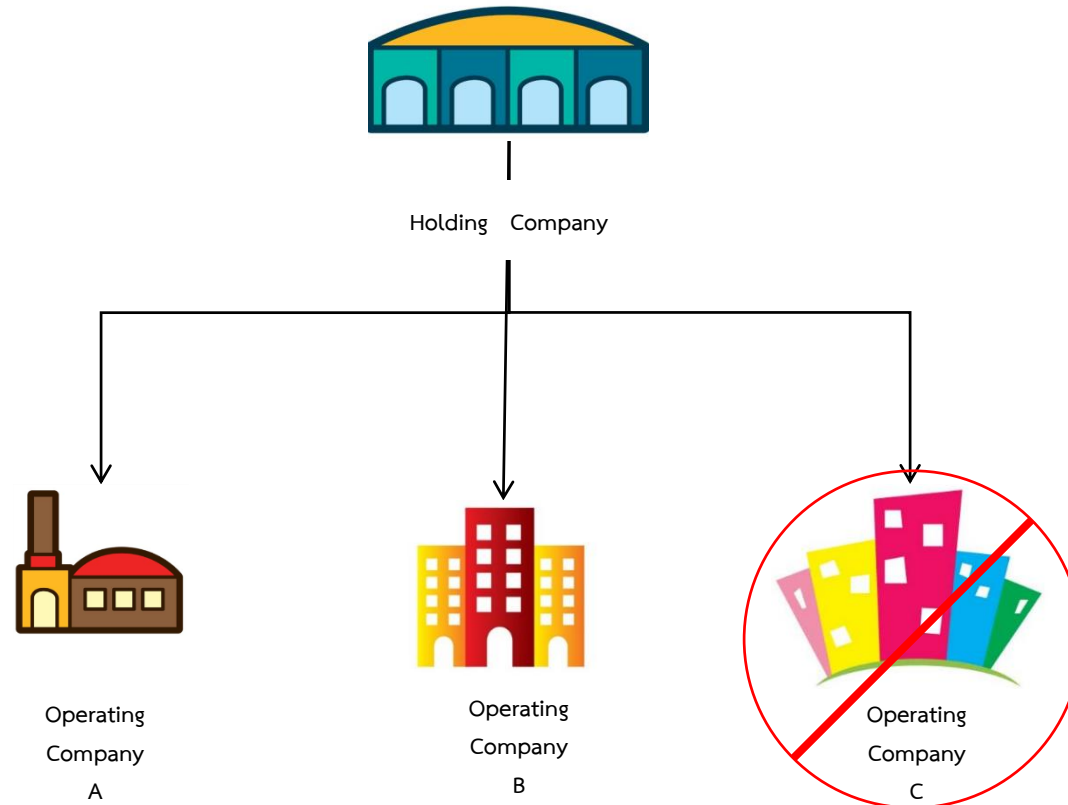 Holding Company
Operating
Company
A
Operating
Company
B
Operating
Company
C